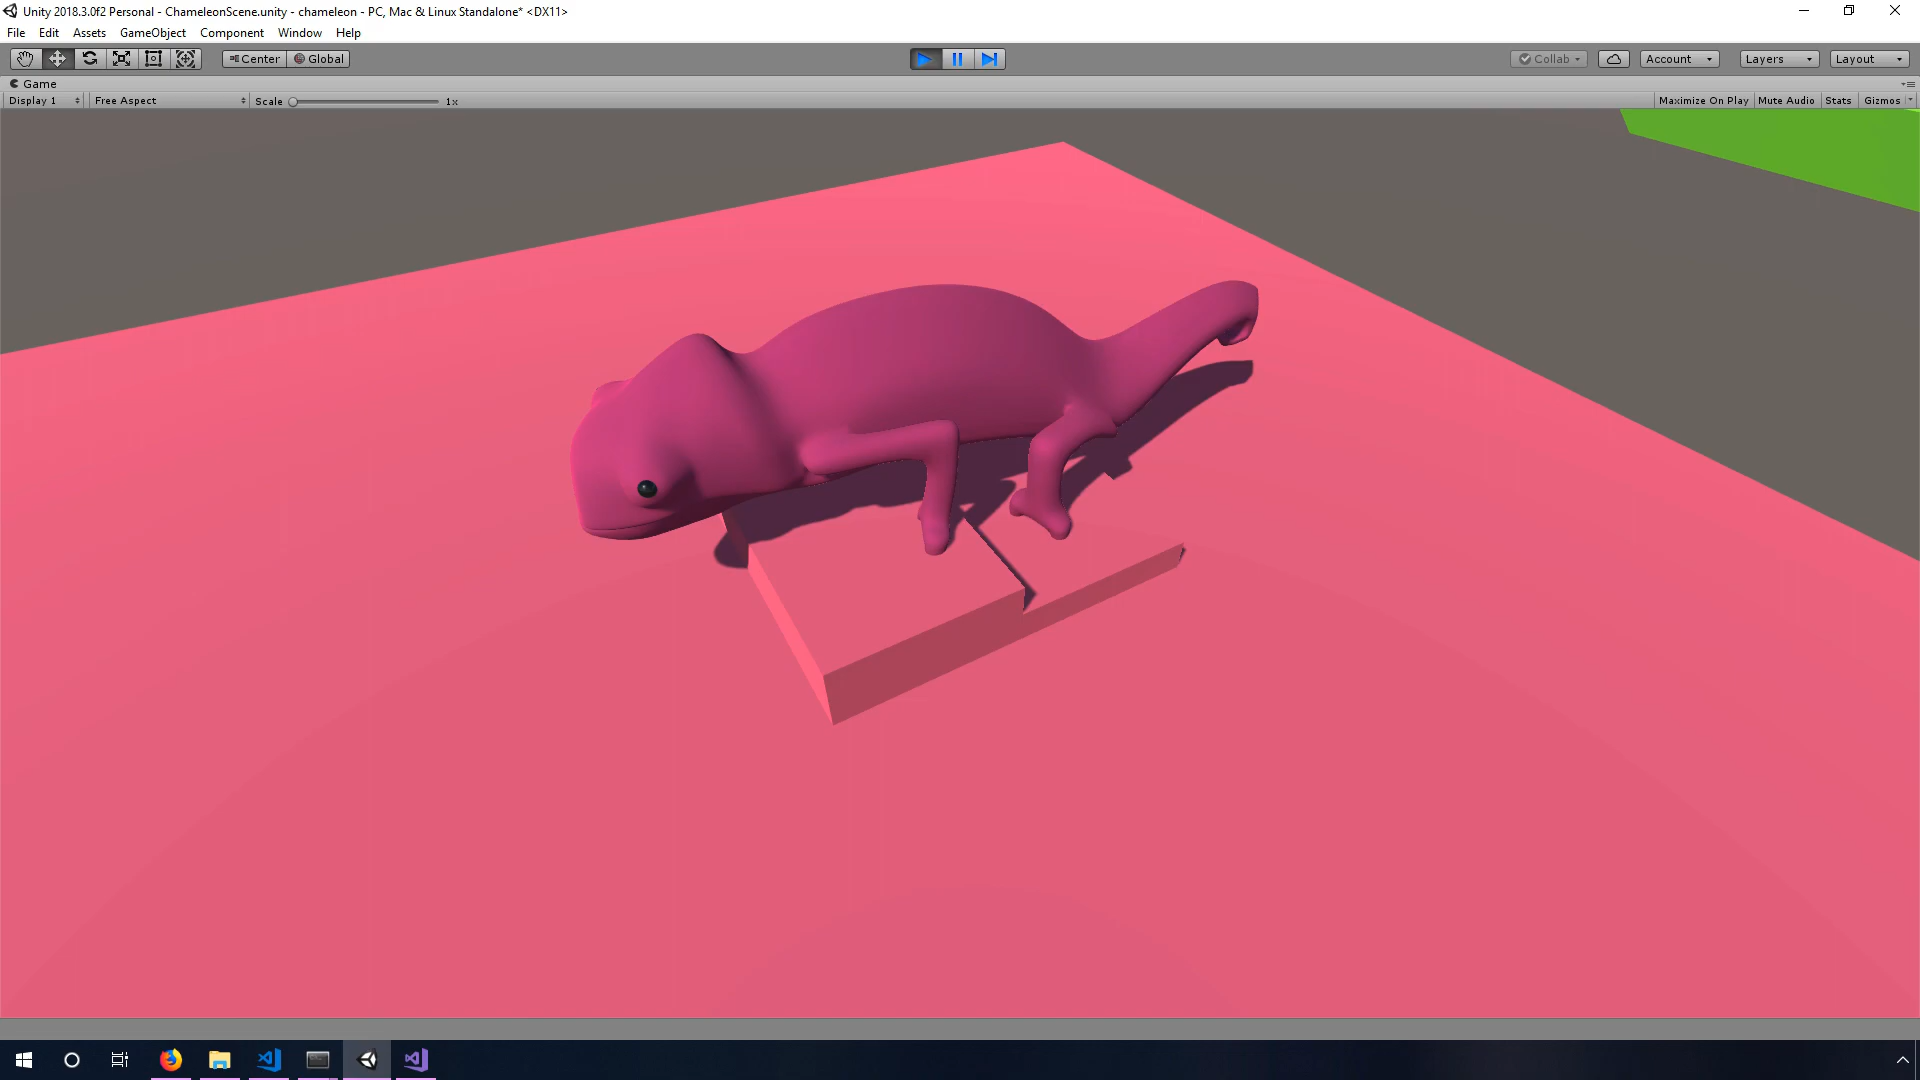 Unity 2018.3.0f2 Personal - ChameleonScene.unity - chameleon - PC, Mac & Linux Standalone* <DX11>
File Edit Assets GameObject Component Window Help
Center Global Collab Account Layers Layout
Game
Display 1 Free Aspect Scale 1x Maximize On Play Mute Audio Stats Gizmos